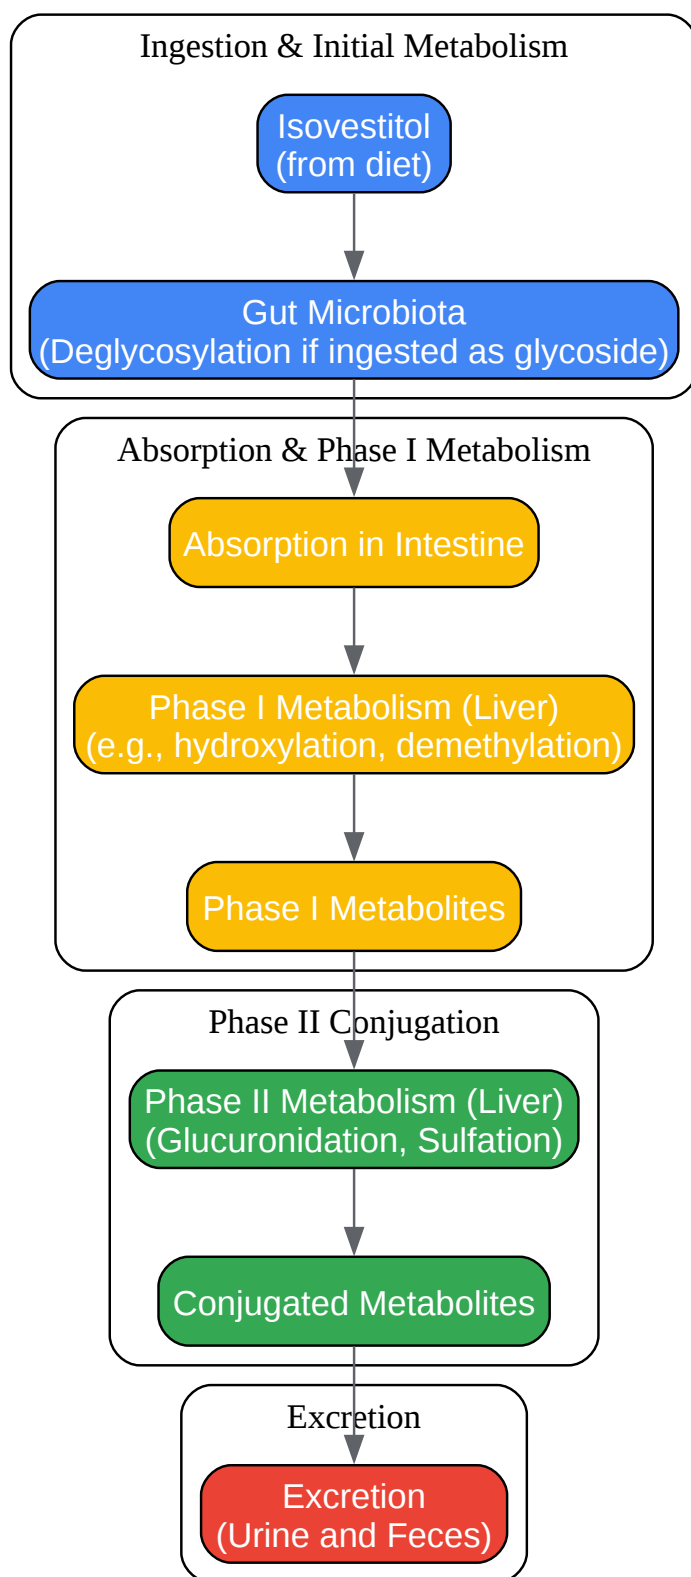 Ingestion & Initial Metabolism
Isovestitol
(from diet)
Gut Microbiota
(Deglycosylation if ingested as glycoside)
Absorption & Phase I Metabolism
Absorption in Intestine
Phase I Metabolism (Liver)
(e.g., hydroxylation, demethylation)
Phase I Metabolites
Phase II Conjugation
Phase II Metabolism (Liver)
(Glucuronidation, Sulfation)
Conjugated Metabolites
Excretion
Excretion
(Urine and Feces)